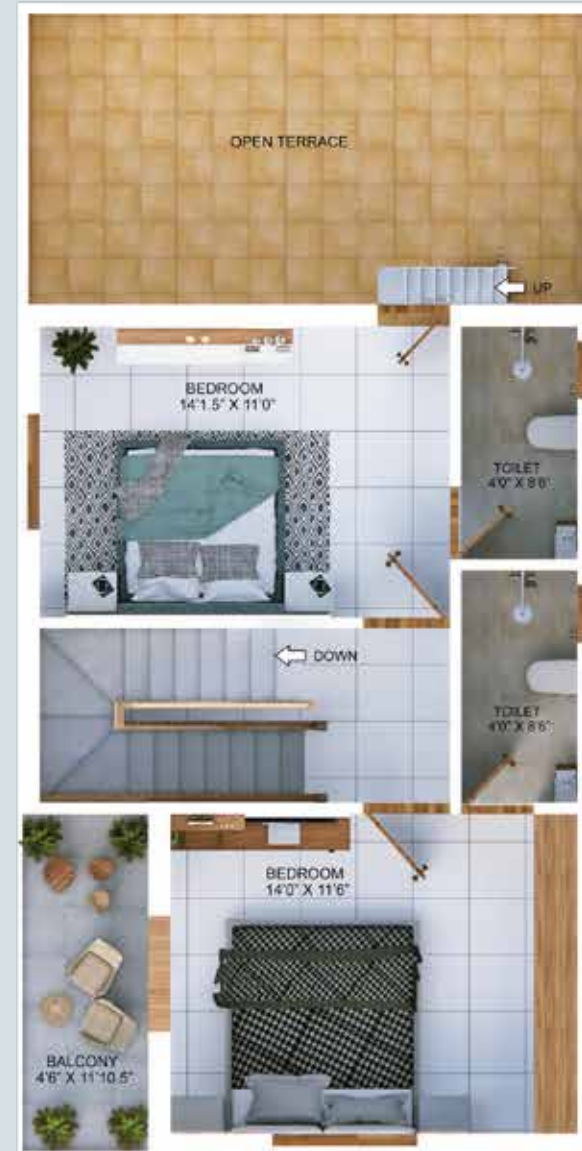 OPEN TERRACE
UP
BEDROOM
14'1.5" X 11'0"
TOILET
4'0" X 8'6"
DOWN
TOILET
4'0" X 8'6"
BEDROOM
14'0" X 11'6"
BALCONY
4'6" X 11'10.5"